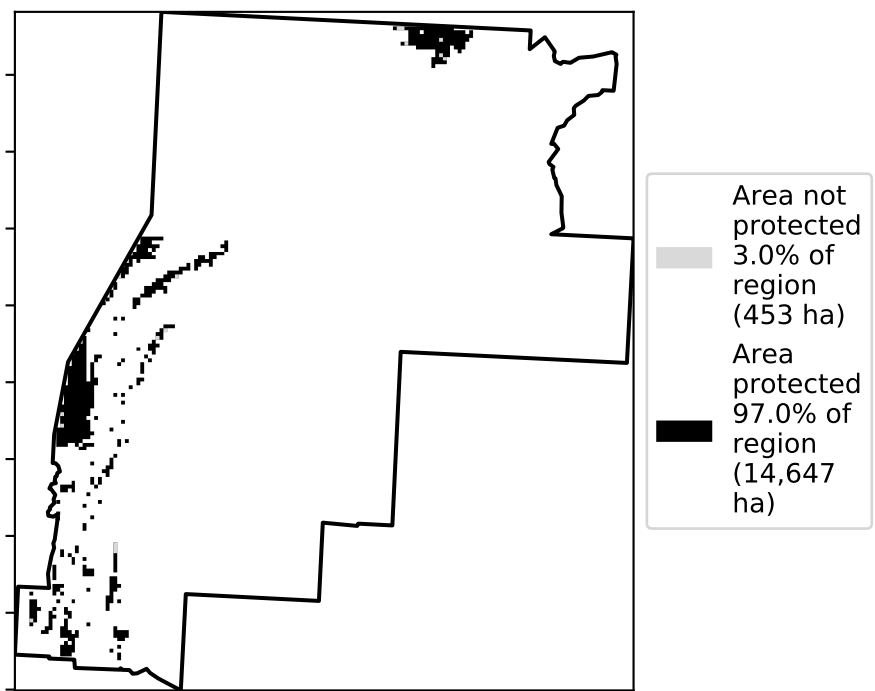 Area not
protected
3.0% of
region
(453 ha)
Area
protected
97.0% of
region
(14,647
ha)